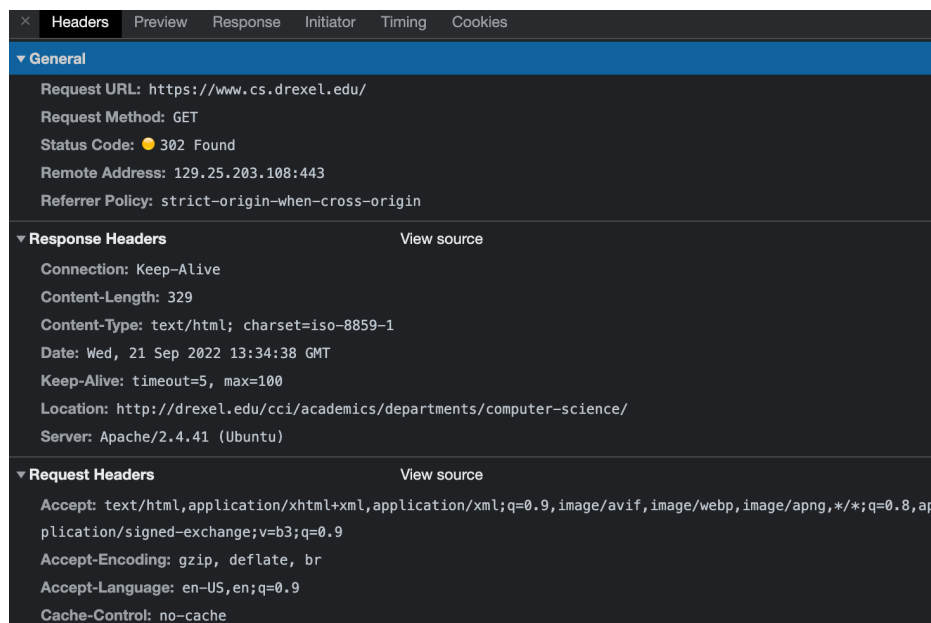 × Headers Preview Response Initiator Timing Cookies
▼ General
Request URL: https://www.cs.drexel.edu/
Request Method: GET
Status Code: 302 Found
Remote Address: 129.25.203.108:443
Referrer Policy: strict-origin-when-cross-origin
▼ Response Headers View source
Connection: Keep-Alive
Content-Length: 329
Content-Type: text/html; charset=iso-8859-1
Date: Wed, 21 Sep 2022 13:34:38 GMT
Keep-Alive: timeout=5, max=100
Location: http://drexel.edu/cci/academics/departments/computer-science/
Server: Apache/2.4.41 (Ubuntu)
▼ Request Headers View source
Accept: text/html,application/xhtml+xml,application/xml;q=0.9,image/avif,image/webp,image/apng,*/*;q=0.8,ap
plication/signed-exchange;v=b3;q=0.9
Accept-Encoding: gzip, deflate, br
Accept-Language: en-US,en;q=0.9
Cache-Control: no-cache